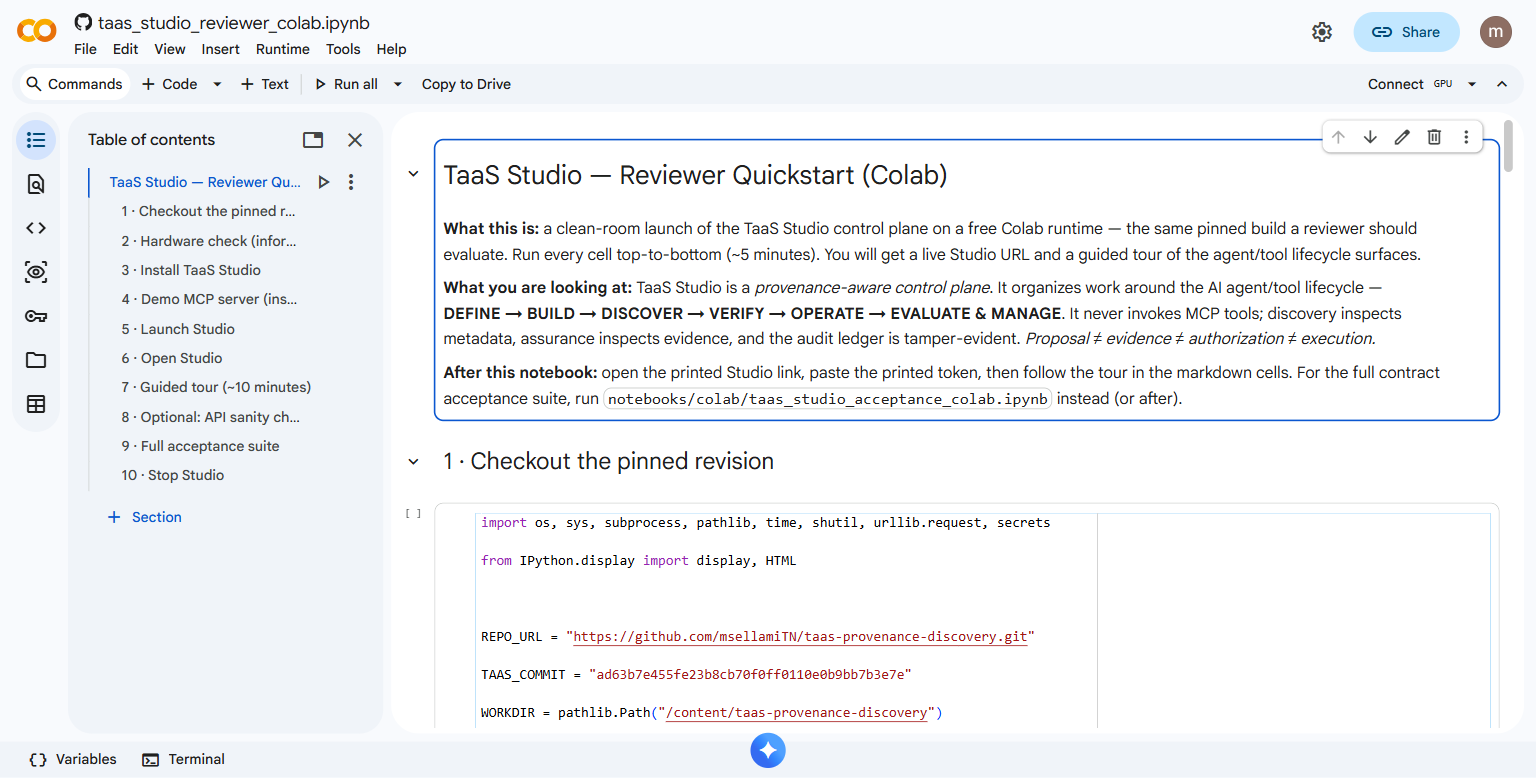 taas_studio_reviewer_colab.ipynb
File Edit View Insert Runtime Tools Help
Share
m
Commands + Code + Text Run all Copy to Drive
Connect GPU
Table of contents
TaaS Studio — Reviewer Qu...
1 · Checkout the pinned r...
2 · Hardware check (infor...
3 · Install TaaS Studio
4 · Demo MCP server (ins...
5 · Launch Studio
6 · Open Studio
7 · Guided tour (~10 minutes)
8 · Optional: API sanity ch...
9 · Full acceptance suite
10 · Stop Studio
+ Section
TaaS Studio — Reviewer Quickstart (Colab)
What this is: a clean-room launch of the TaaS Studio control plane on a free Colab runtime — the same pinned build a reviewer should
evaluate. Run every cell top-to-bottom (~5 minutes). You will get a live Studio URL and a guided tour of the agent/tool lifecycle surfaces.
What you are looking at: TaaS Studio is a provenance-aware control plane. It organizes work around the AI agent/tool lifecycle —
DEFINE → BUILD → DISCOVER → VERIFY → OPERATE → EVALUATE & MANAGE. It never invokes MCP tools; discovery inspects
metadata, assurance inspects evidence, and the audit ledger is tamper-evident. Proposal ≠ evidence ≠ authorization ≠ execution.
After this notebook: open the printed Studio link, paste the printed token, then follow the tour in the markdown cells. For the full contract
acceptance suite, run notebooks/colab/taas_studio_acceptance_colab.ipynb instead (or after).
1 · Checkout the pinned revision
[ ]
import os, sys, subprocess, pathlib, time, shutil, urllib.request, secrets
from IPython.display import display, HTML
REPO_URL = "https://github.com/msellamiTN/taas-provenance-discovery.git"
TAAS_COMMIT = "ad63b7e455fe23b8cb70f0ff0110e0b9bb7b3e7e"
WORKDIR = pathlib.Path("/content/taas-provenance-discovery")
Variables Terminal